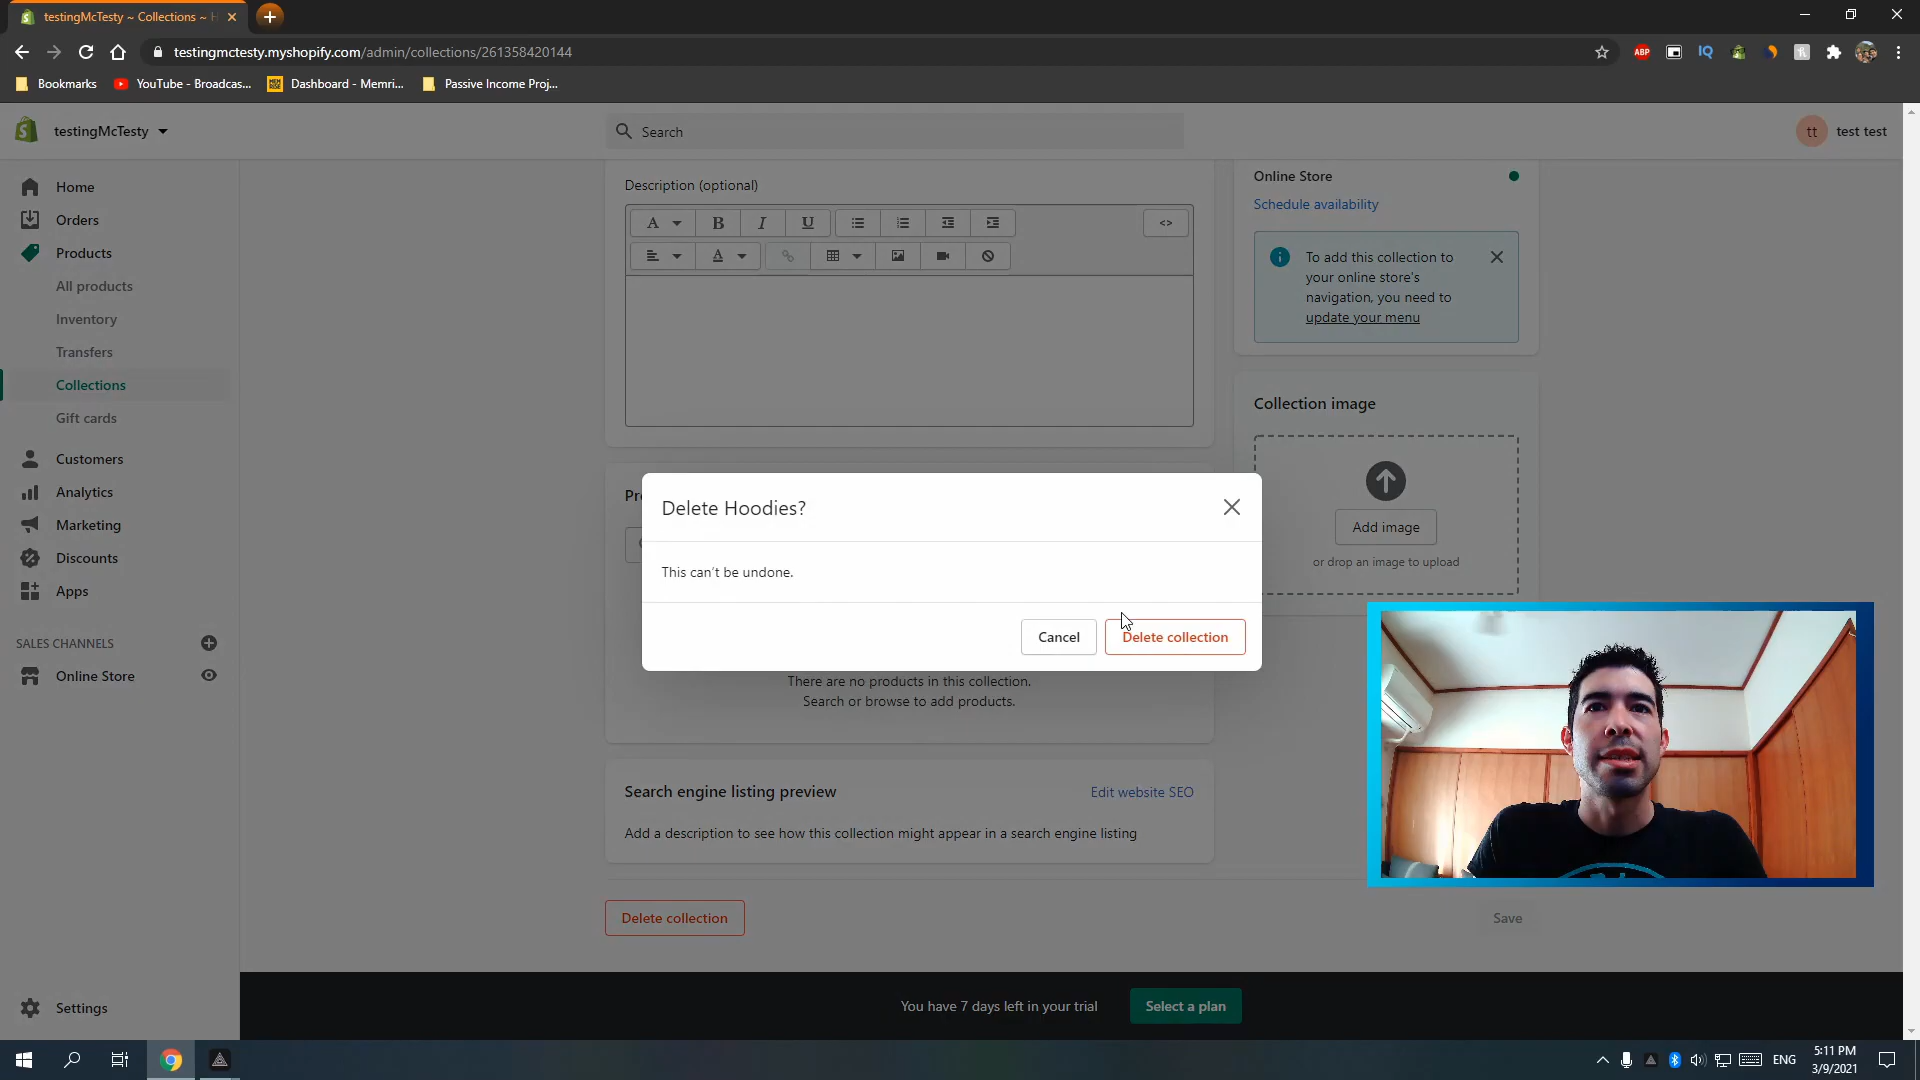 testingMcTesty ~ Collections ~ H
testingmctesty.myshopify.com/admin/collections/261358420144
ABP
IQ
Bookmarks
YouTube - Broadcas...
Dashboard - Memri...
Passive Income Proj...
testingMcTesty
Search
tt
test test
Home
Orders
Products
All products
Inventory
Transfers
Collections
Gift cards
Customers
Analytics
Marketing
Discounts
Apps
SALES CHANNELS
Online Store
Settings
Description (optional)
A
B
I
U
<>
A
Online Store
Schedule availability
To add this collection to
your online store's
navigation, you need to
update your menu
Collection image
Add image
or drop an image to upload
Pr
Delete Hoodies?
This can't be undone.
Cancel
Delete collection
There are no products in this collection.
Search or browse to add products.
Search engine listing preview
Edit website SEO
Add a description to see how this collection might appear in a search engine listing
Delete collection
Save
You have 7 days left in your trial
Select a plan
ENG
5:11 PM
3/9/2021